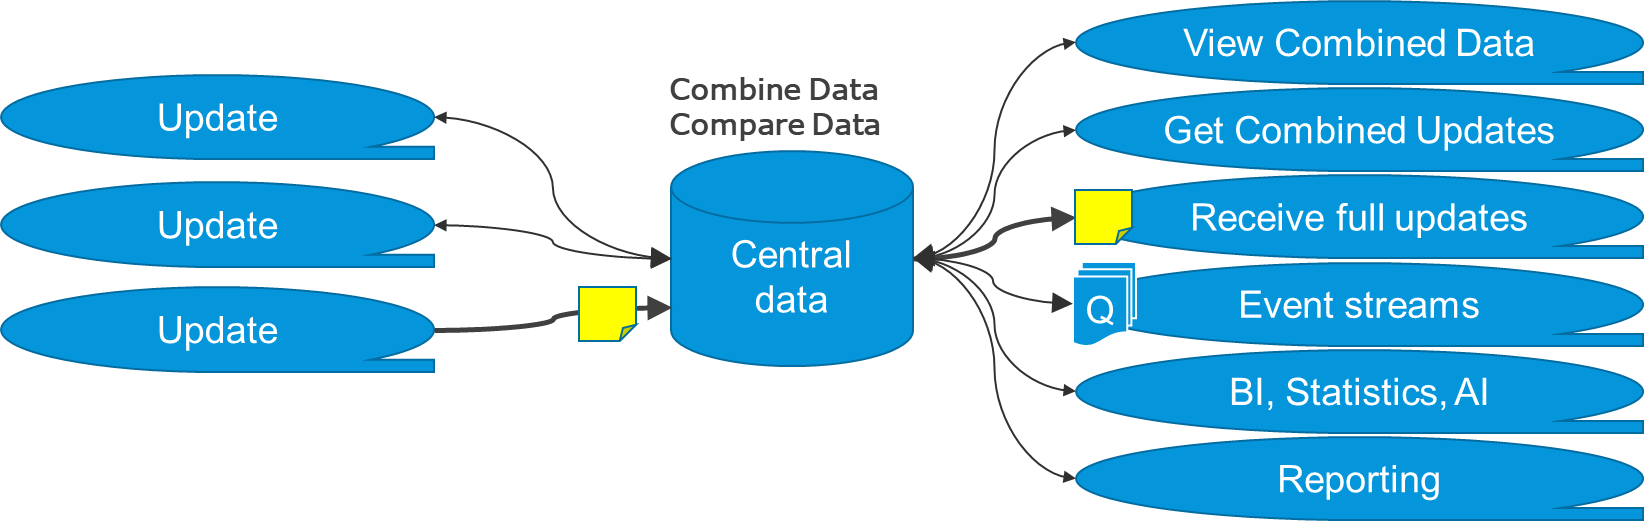 Update
Update
Update
Combine Data
Compare Data
Central
data
View Combined Data
Get Combined Updates
Receive full updates
Q
Event streams
BI, Statistics, AI
Reporting